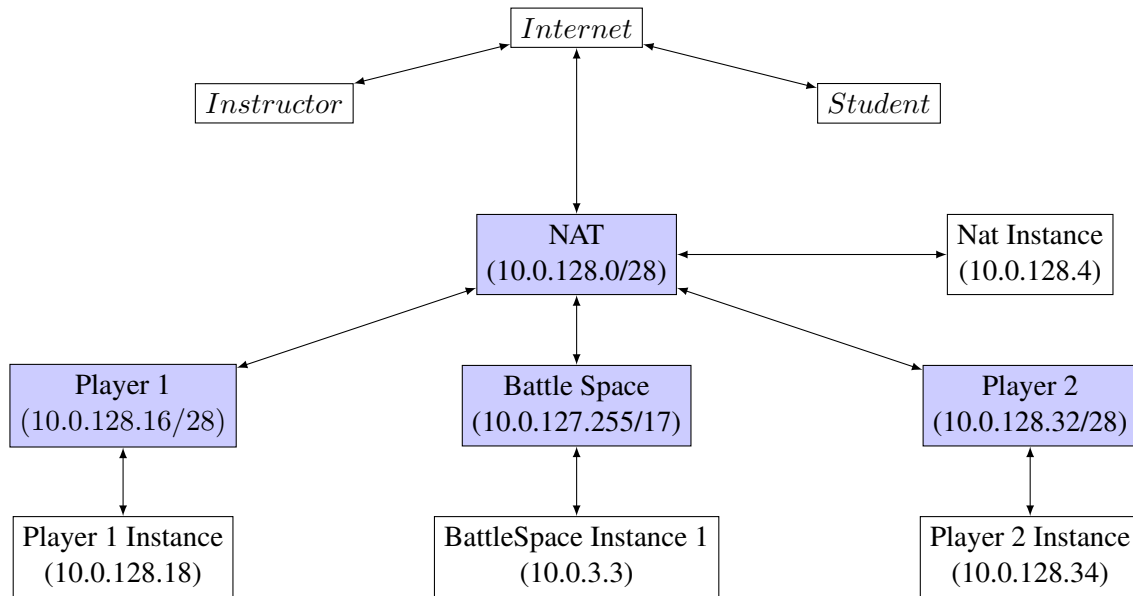 Internet
Instructor
Student
NAT
(10.0.128.0/28)
Nat Instance
(10.0.128.4)
Player 1
(10.0.128.16/28)
Battle Space
(10.0.127.255/17)
Player 2
(10.0.128.32/28)
Player 1 Instance
(10.0.128.18)
BattleSpace Instance 1
(10.0.3.3)
Player 2 Instance
(10.0.128.34)